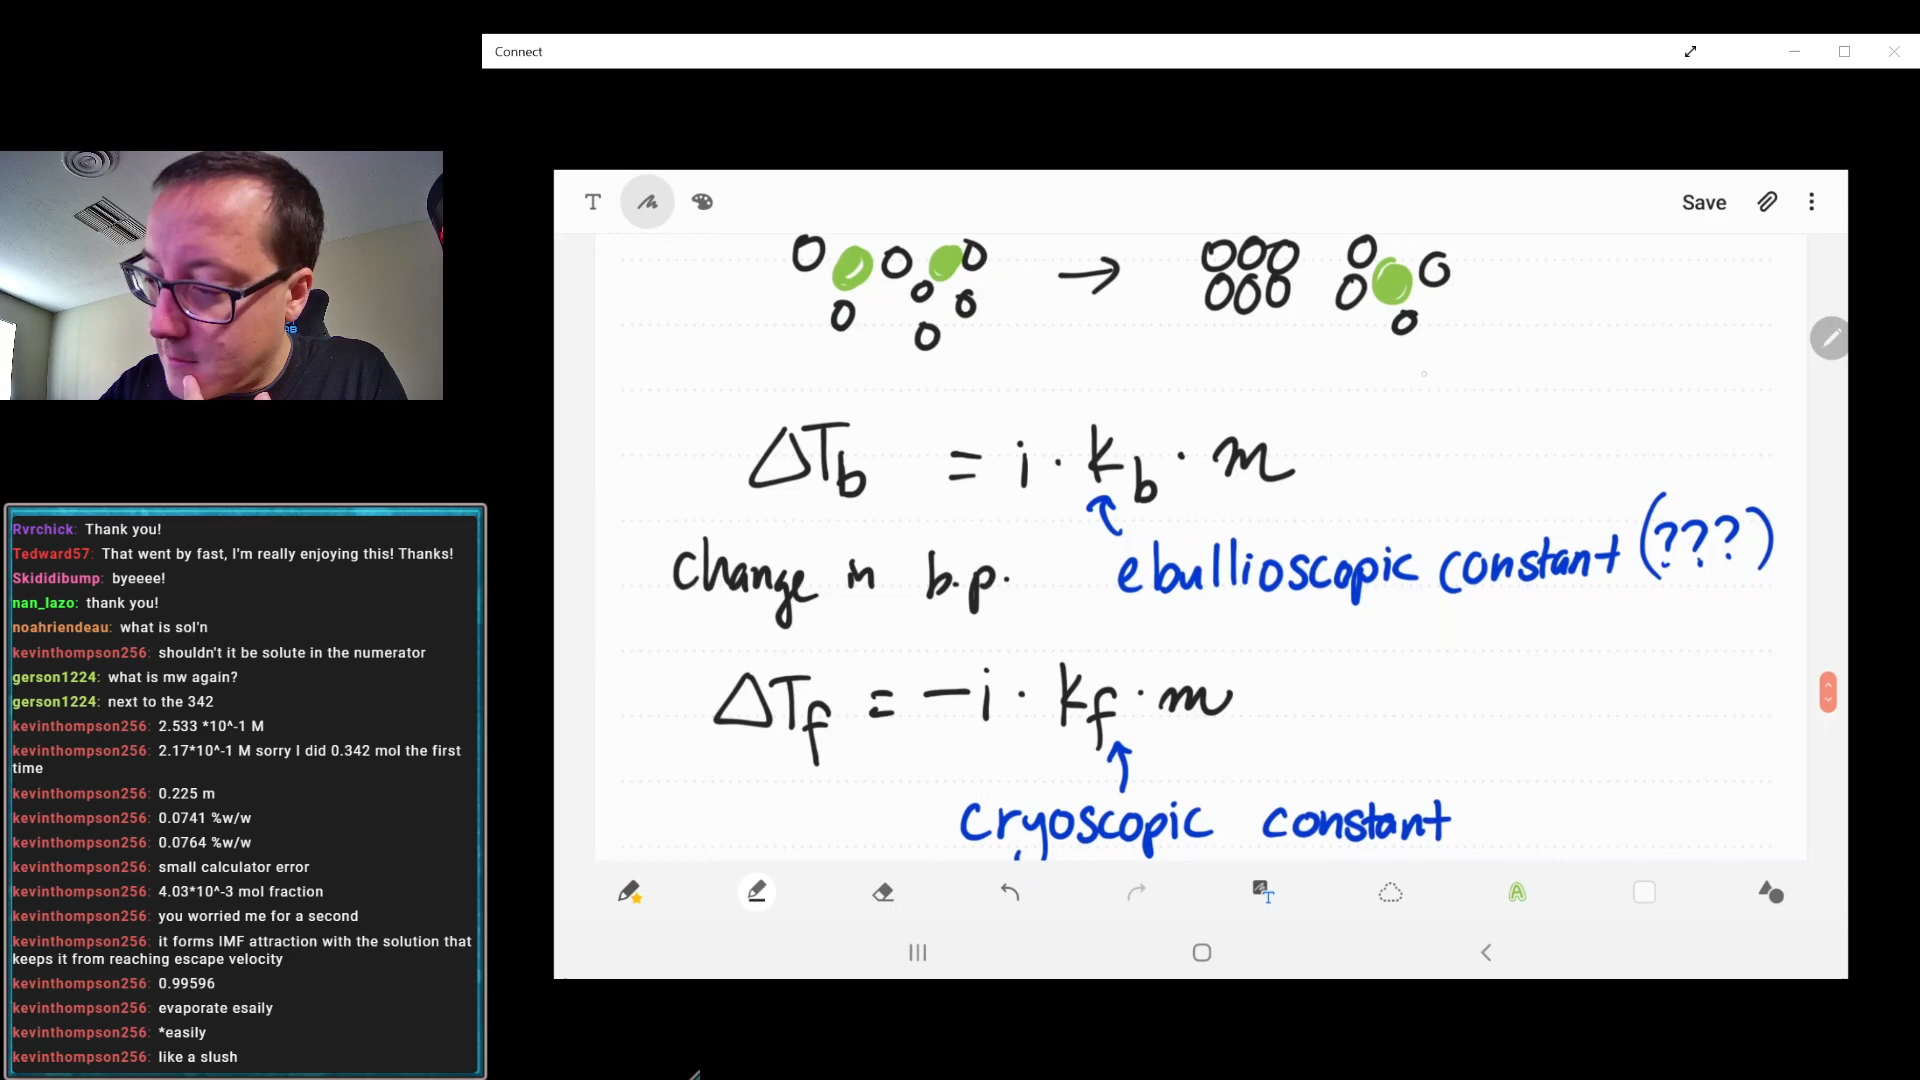 Connect
Save
ΔTb = i · kb · m
change in b.p.
ebullioscopic constant (???)
ΔTf = −i · kf · m
cryoscopic constant
Rvrchick: Thank you!
Tedward57: That went by fast, I'm really enjoying this! Thanks!
Skididibump: byeeee!
nan_lazo: thank you!
noahriendeau: what is sol'n
kevinthompson256: shouldn't it be solute in the numerator
gerson1224: what is mw again?
gerson1224: next to the 342
kevinthompson256: 2.533 *10^-1 M
kevinthompson256: 2.17*10^-1 M sorry I did 0.342 mol the first
time
kevinthompson256: 0.225 m
kevinthompson256: 0.0741 %w/w
kevinthompson256: 0.0764 %w/w
kevinthompson256: small calculator error
kevinthompson256: 4.03*10^-3 mol fraction
kevinthompson256: you worried me for a second
kevinthompson256: it forms IMF attraction with the solution that
keeps it from reaching escape velocity
kevinthompson256: 0.99596
kevinthompson256: evaporate esaily
kevinthompson256: *easily
kevinthompson256: like a slush